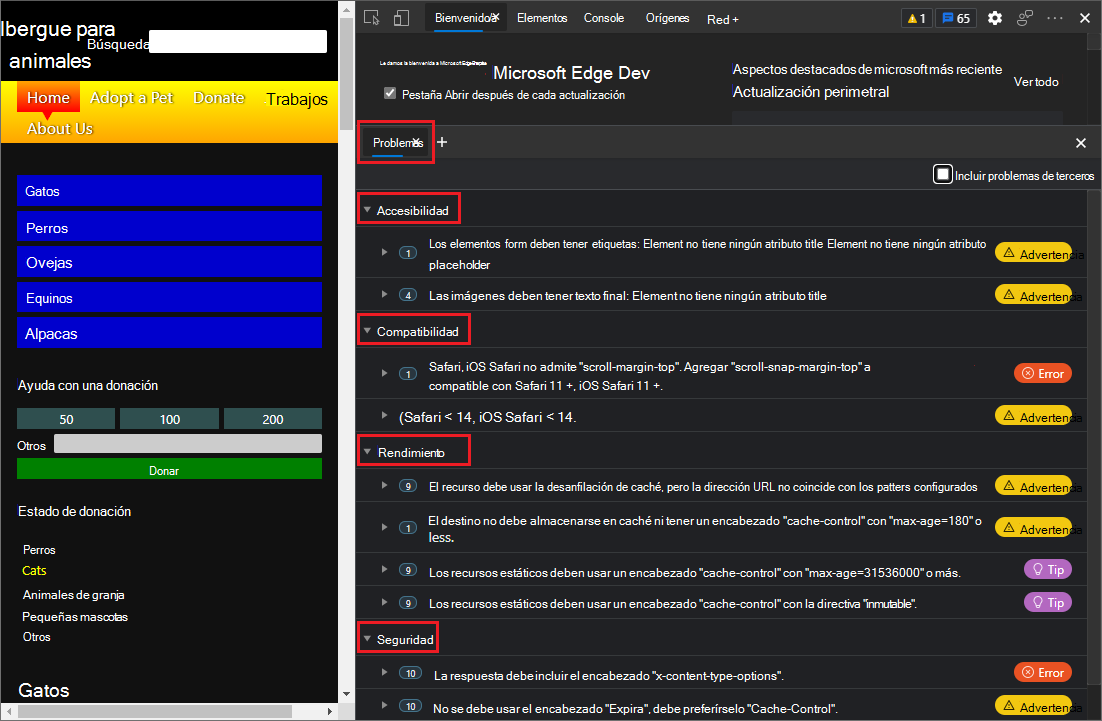 lbergue para
animales
Búsqueda
Home Adopt a Pet Donate Trabajos
About Us
Gatos
Perros
Ovejas
Equinos
Alpacas
Ayuda con una donación
50 100 200
Otros
Donar
Estado de donación
Perros
Cats
Animales de granja
Pequeñas mascotas
Otros
Gatos
Bienvenida Elementos Console Orígenes Red + 1 65
Le damos la bienvenida a Microsoft Edge
Microsoft Edge Dev
Pestaña Abrir después de cada actualización
Aspectos destacados de microsoft más reciente
Actualización perimetral
Ver todo
Problemas +
Incluir problemas de terceros
Accesibilidad
1 Los elementos form deben tener etiquetas: Element no tiene ningún atributo title Element no tiene ningún atributo
placeholder
Advertencia
4 Las imágenes deben tener texto final: Element no tiene ningún atributo title Advertencia
Compatibilidad
1 Safari, iOS Safari no admite "scroll-margin-top". Agregar "scroll-snap-margin-top" a
compatible con Safari 11 +, iOS Safari 11 +.
Error
(Safari < 14, iOS Safari < 14. Advertencia
Rendimiento
9 El recurso debe usar la desanfilación de caché, pero la dirección URL no coincide con los patters configurados Advertencia
1 El destino no debe almacenarse en caché ni tener un encabezado "cache-control" con "max-age=180" o
less.
Advertencia
9 Los recursos estáticos deben usar un encabezado "cache-control" con "max-age=31536000" o más. Tip
9 Los recursos estáticos deben usar un encabezado "cache-control" con la directiva "inmutable". Tip
Seguridad
10 La respuesta debe incluir el encabezado "x-content-type-options". Error
10 No se debe usar el encabezado "Expira", debe preferírselo "Cache-Control". Advertencia